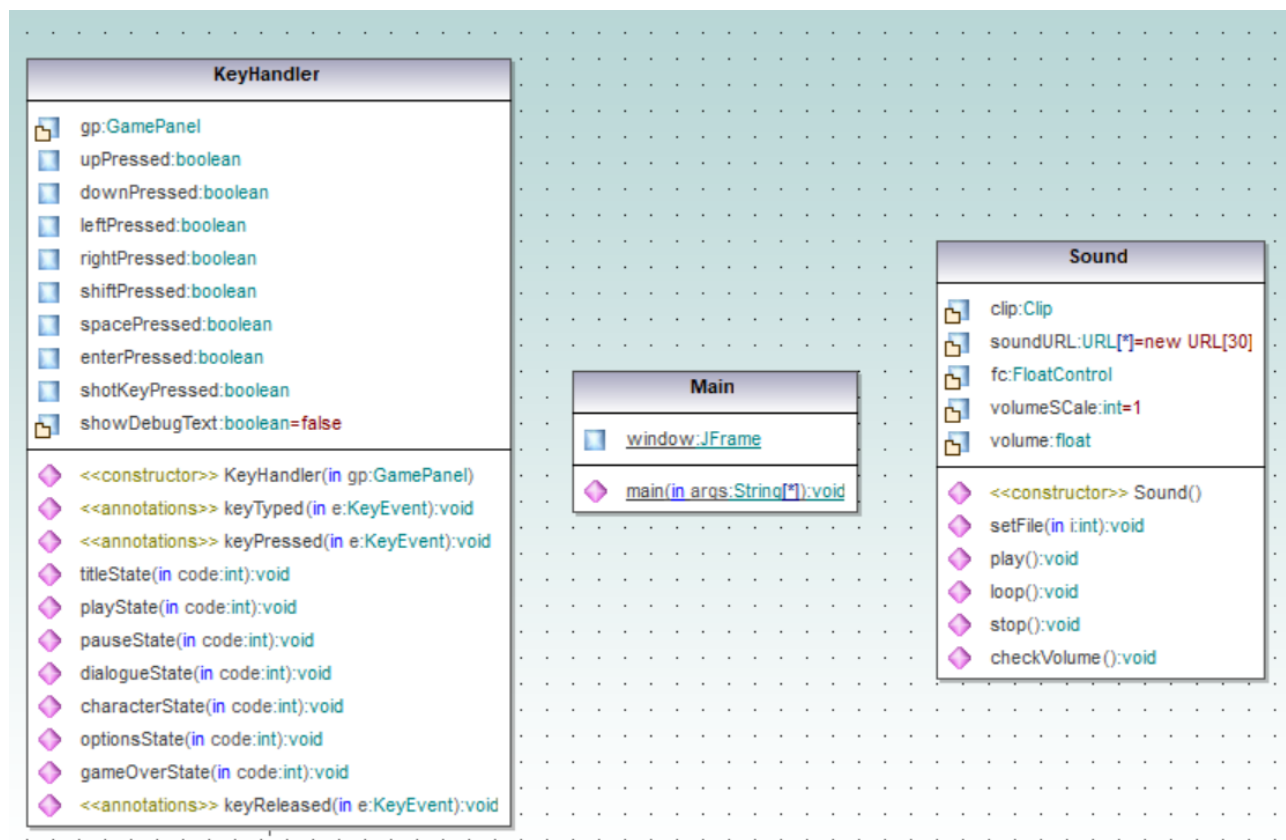 KeyHandler
gp:GamePanel
upPressed:boolean
downPressed:boolean
leftPressed:boolean
rightPressed:boolean
shiftPressed:boolean
spacePressed:boolean
enterPressed:boolean
shotKeyPressed:boolean
showDebugText:boolean=false
<<constructor>> KeyHandler(in gp:GamePanel)
<<annotations>> keyTyped(in e:KeyEvent):void
<<annotations>> keyPressed(in e:KeyEvent):void
titleState(in code:int):void
playState(in code:int):void
pauseState(in code:int):void
dialogueState(in code:int):void
characterState(in code:int):void
optionsState(in code:int):void
gameOverState(in code:int):void
<<annotations>> keyReleased(in e:KeyEvent):void
Main
window:JFrame
main(in args:String[*]):void
Sound
clip:Clip
soundURL:URL[*]=new URL[30]
fc:FloatControl
volumeSCale:int=1
volume:float
<<constructor>> Sound()
setFile(in i:int):void
play():void
loop():void
stop():void
checkVolume():void